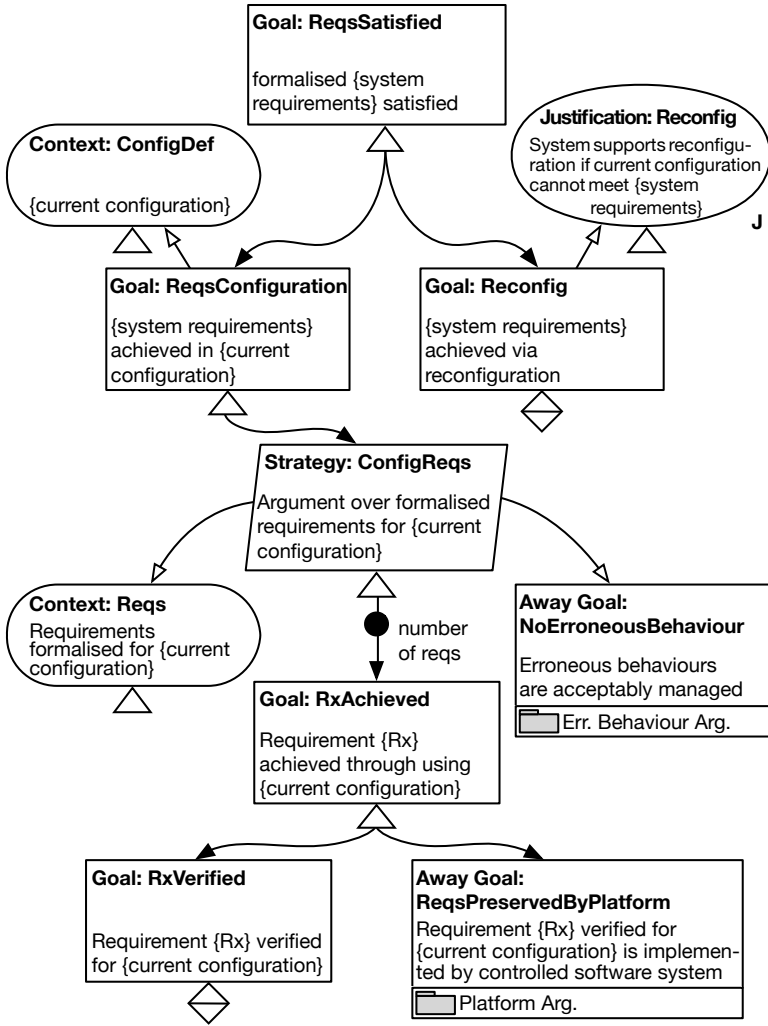 Goal: ReqsSatisfied
formalised {system
requirements} satisfied
Context: ConfigDef
{current configuration}
Justification: Reconfig
System supports reconfigu-
ration if current configuration
cannot meet {system
requirements}
J
Goal: ReqsConfiguration
{system requirements}
achieved in {current
configuration}
Goal: Reconfig
{system requirements}
achieved via
reconfiguration
Strategy: ConfigReqs
Argument over formalised
requirements for {current
configuration}
Context: Reqs
Requirements
formalised for {current
configuration}
number
of reqs
Away Goal:
NoErroneousBehaviour
Erroneous behaviours
are acceptably managed
Err. Behaviour Arg.
Goal: RxAchieved
Requirement {Rx}
achieved through using
{current configuration}
Goal: RxVerified
Requirement {Rx} verified
for {current configuration}
Away Goal:
ReqsPreservedByPlatform
Requirement {Rx} verified for
{current configuration} is implemen-
ted by controlled software system
Platform Arg.